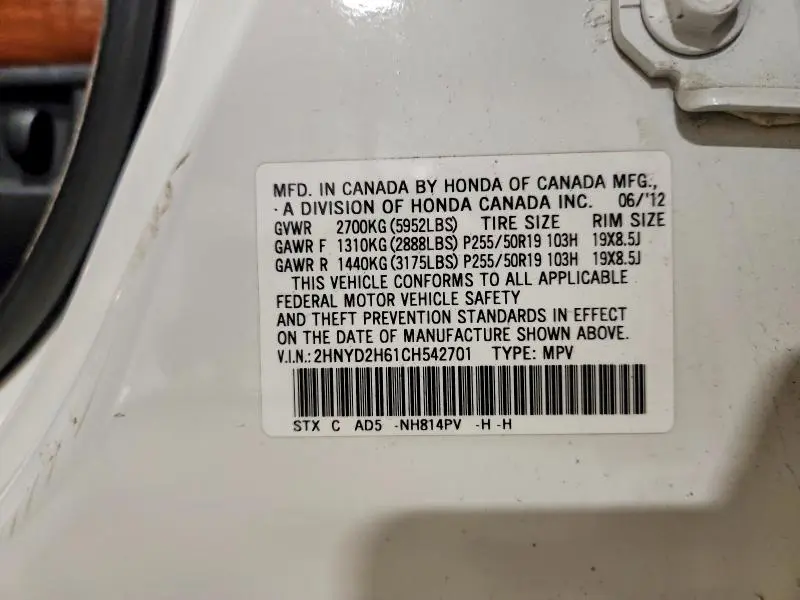 MFD. IN CANADA BY HONDA OF CANADA MFG.,
·A DIVISION OF HONDA CANADA INC. 06/'12
GVWR 2700KG(5952LBS) TIRE SIZE RIM SIZE
GAWR F 1310KG(2888LBS) P255/50R19 103H 19X8.5J
GAWR R 1440KG(3175LBS) P255/50R19 103H 19X8.5J
THIS VEHICLE CONFORMS TO ALL APPLICABLE
FEDERAL MOTOR VEHICLE SAFETY
AND THEFT PREVENTION STANDARDS IN EFFECT
ON THE DATE OF MANUFACTURE SHOWN ABOVE.
V.I.N.: 2HNYD2H61CH542701 TYPE: MPV
STX C AD5 -NH814PV -H -H